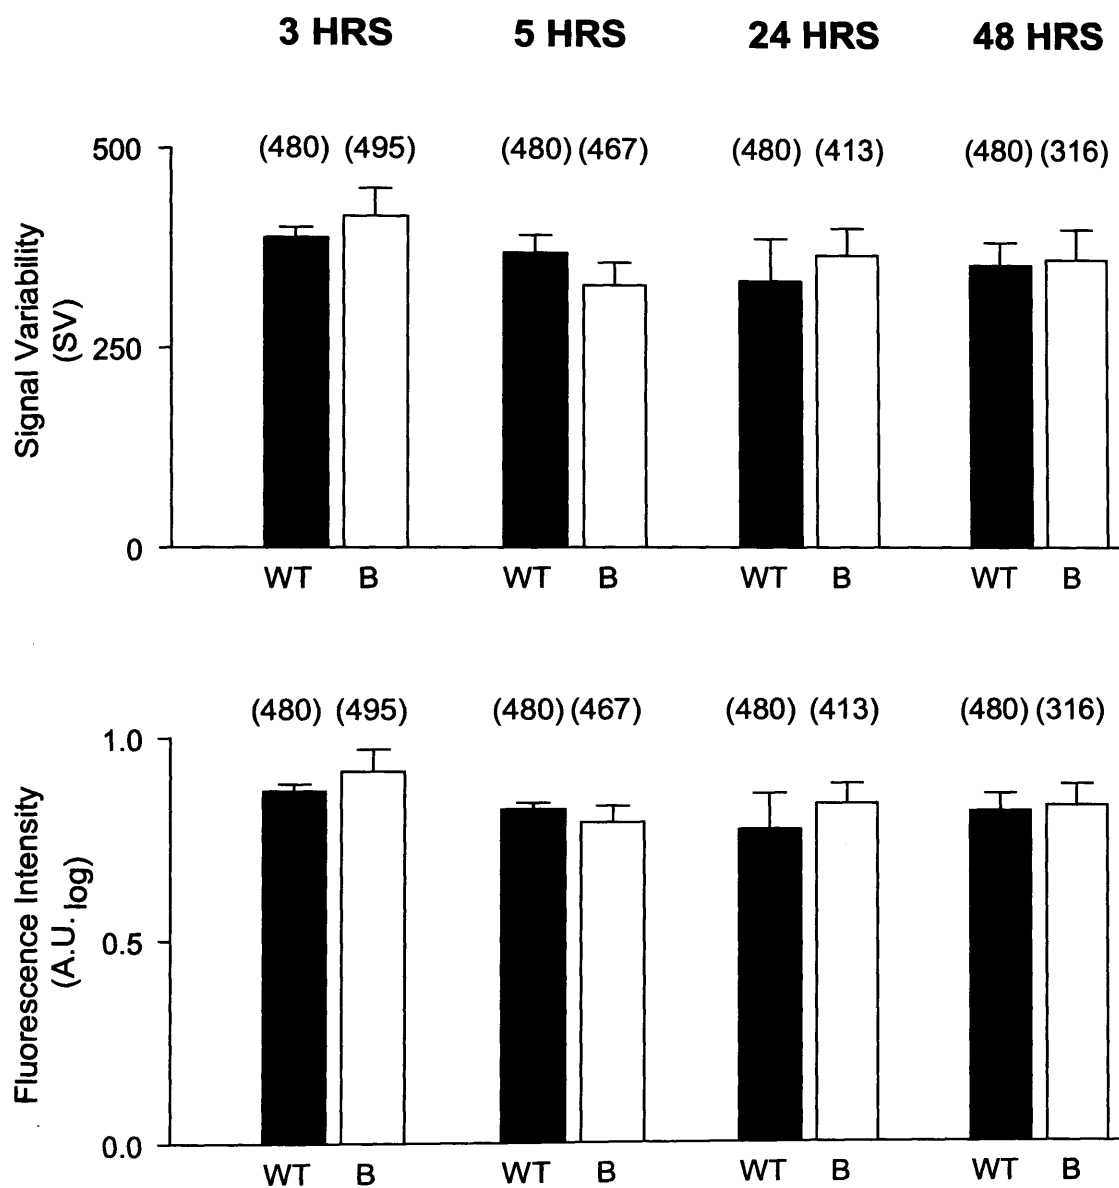 3 HRS 5 HRS 24 HRS 48 HRS
(480) (495) (480) (467) (480) (413) (480) (316)
500
250
0
Signal Variability
(SV)
WT B WT B WT B WT B
(480) (495) (480) (467) (480) (413) (480) (316)
1.0
0.5
0.0
Fluorescence Intensity
(A.U. log)
WT B WT B WT B WT B